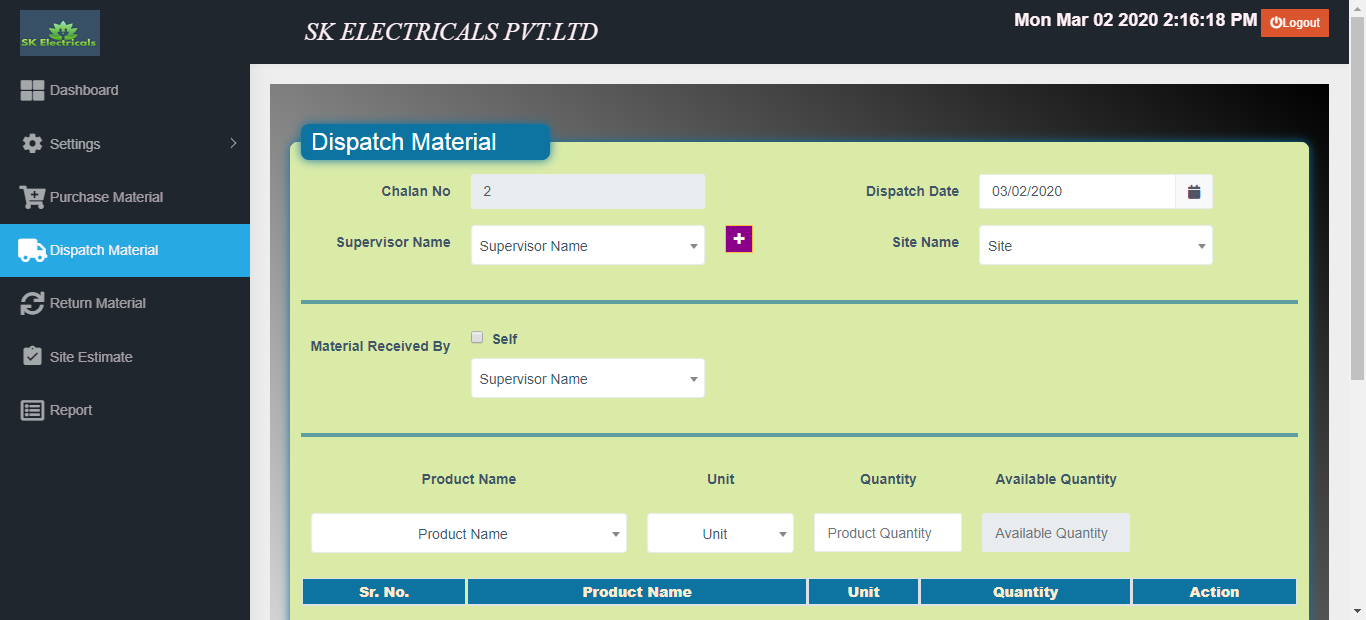 SK Electricals
SK ELECTRICALS PVT.LTD
Mon Mar 02 2020 2:16:18 PM
Logout
Dashboard
Settings
Purchase Material
Dispatch Material
Return Material
Site Estimate
Report
Dispatch Material
Chalan No
2
Dispatch Date
03/02/2020
Supervisor Name
Supervisor Name
Site Name
Site
Material Received By
Self
Supervisor Name
Product Name
Unit
Quantity
Available Quantity
Product Name
Unit
Product Quantity
Available Quantity
Sr. No.
Product Name
Unit
Quantity
Action